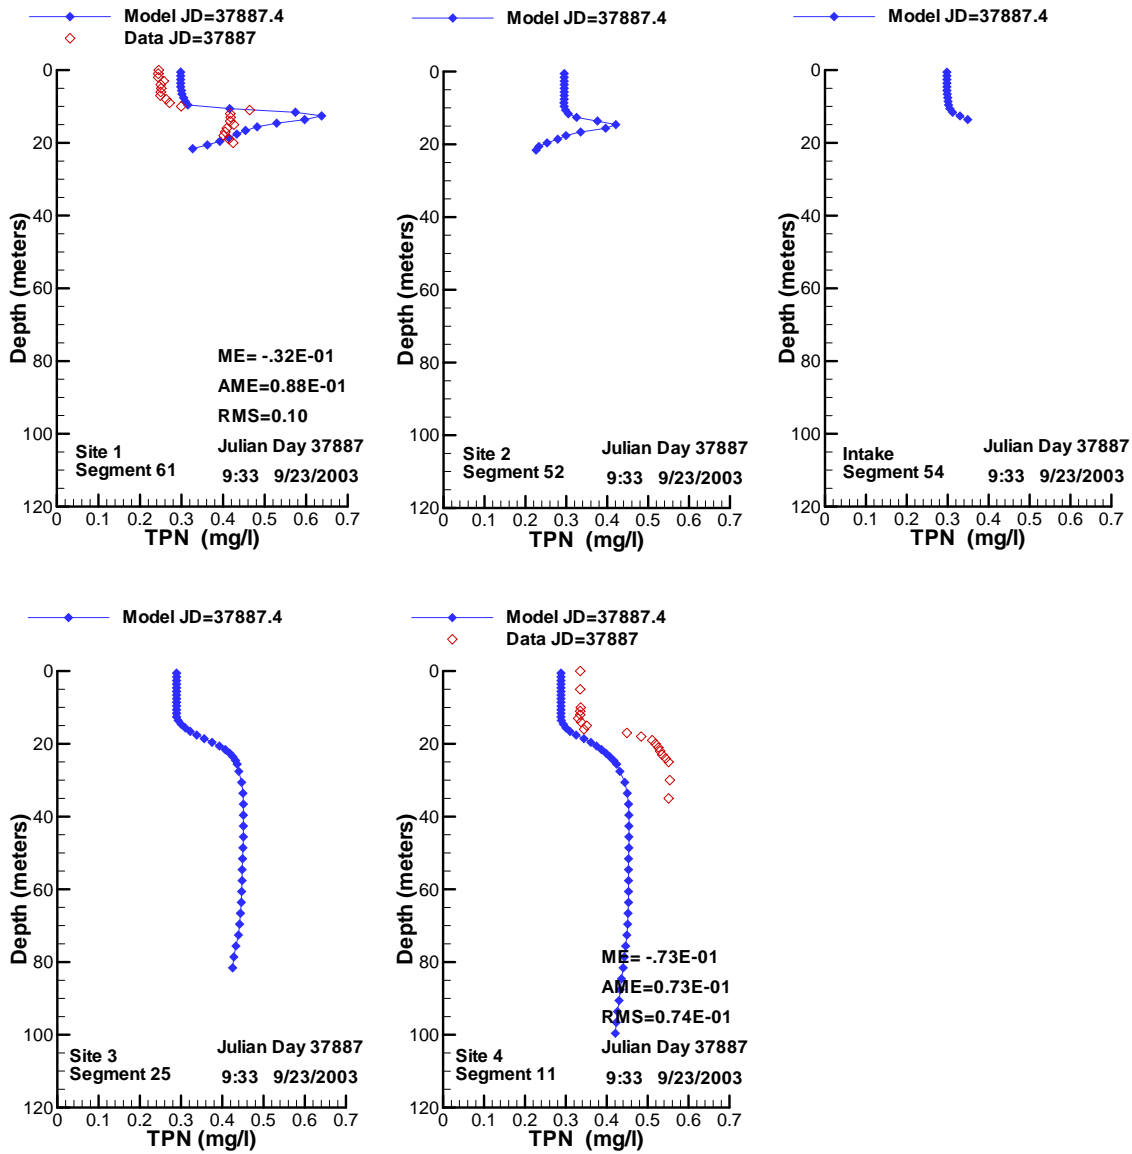 Model JD=37887.4
Data JD=37887
0
20
40
60
80
100
120
Depth (meters)
ME= -.32E-01
AME=0.88E-01
RMS=0.10
Site 1
Segment 61
Julian Day 37887
9:33 9/23/2003
0 0.1 0.2 0.3 0.4 0.5 0.6 0.7
TPN (mg/l)
Model JD=37887.4
0
20
40
60
80
100
120
Depth (meters)
Site 2
Segment 52
Julian Day 37887
9:33 9/23/2003
0 0.1 0.2 0.3 0.4 0.5 0.6 0.7
TPN (mg/l)
Model JD=37887.4
0
20
40
60
80
100
120
Depth (meters)
Intake
Segment 54
Julian Day 37887
9:33 9/23/2003
0 0.1 0.2 0.3 0.4 0.5 0.6 0.7
TPN (mg/l)
Model JD=37887.4
0
20
40
60
80
100
120
Depth (meters)
Site 3
Segment 25
Julian Day 37887
9:33 9/23/2003
0 0.1 0.2 0.3 0.4 0.5 0.6 0.7
TPN (mg/l)
Model JD=37887.4
Data JD=37887
0
20
40
60
80
100
120
Depth (meters)
ME= -.73E-01
AME=0.73E-01
RMS=0.74E-01
Site 4
Segment 11
Julian Day 37887
9:33 9/23/2003
0 0.1 0.2 0.3 0.4 0.5 0.6 0.7
TPN (mg/l)